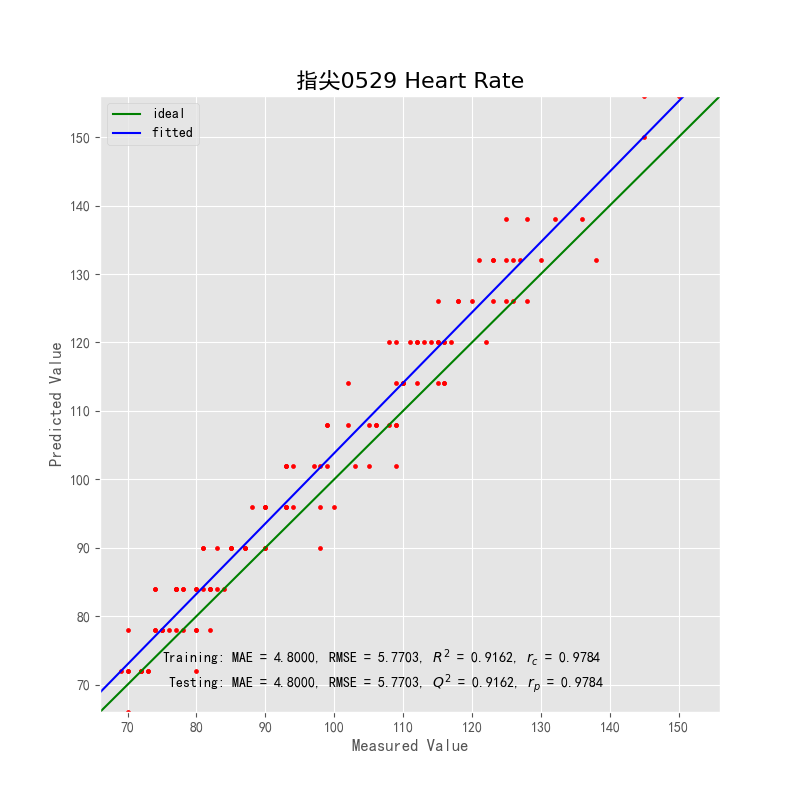 指尖0529 Heart Rate
ideal
fitted
150
140
130
120
110
100
90
80
70
Predicted Value
Training: MAE = 4.8000, RMSE = 5.7703, R² = 0.9162, r_c = 0.9784
Testing: MAE = 4.8000, RMSE = 5.7703, Q² = 0.9162, r_p = 0.9784
70 80 90 100 110 120 130 140 150
Measured Value